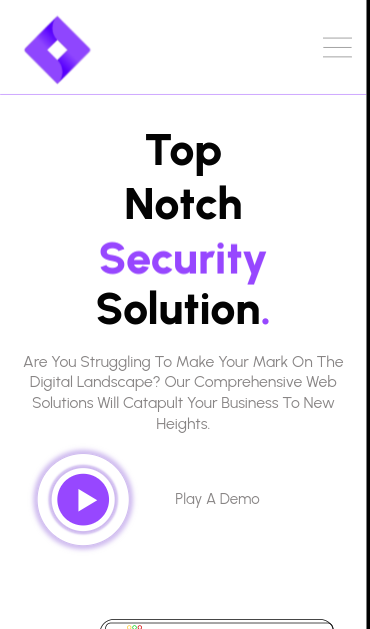 Top
Notch
Security
Solution.
Are You Struggling To Make Your Mark On The
Digital Landscape? Our Comprehensive Web
Solutions Will Catapult Your Business To New
Heights.
Play A Demo